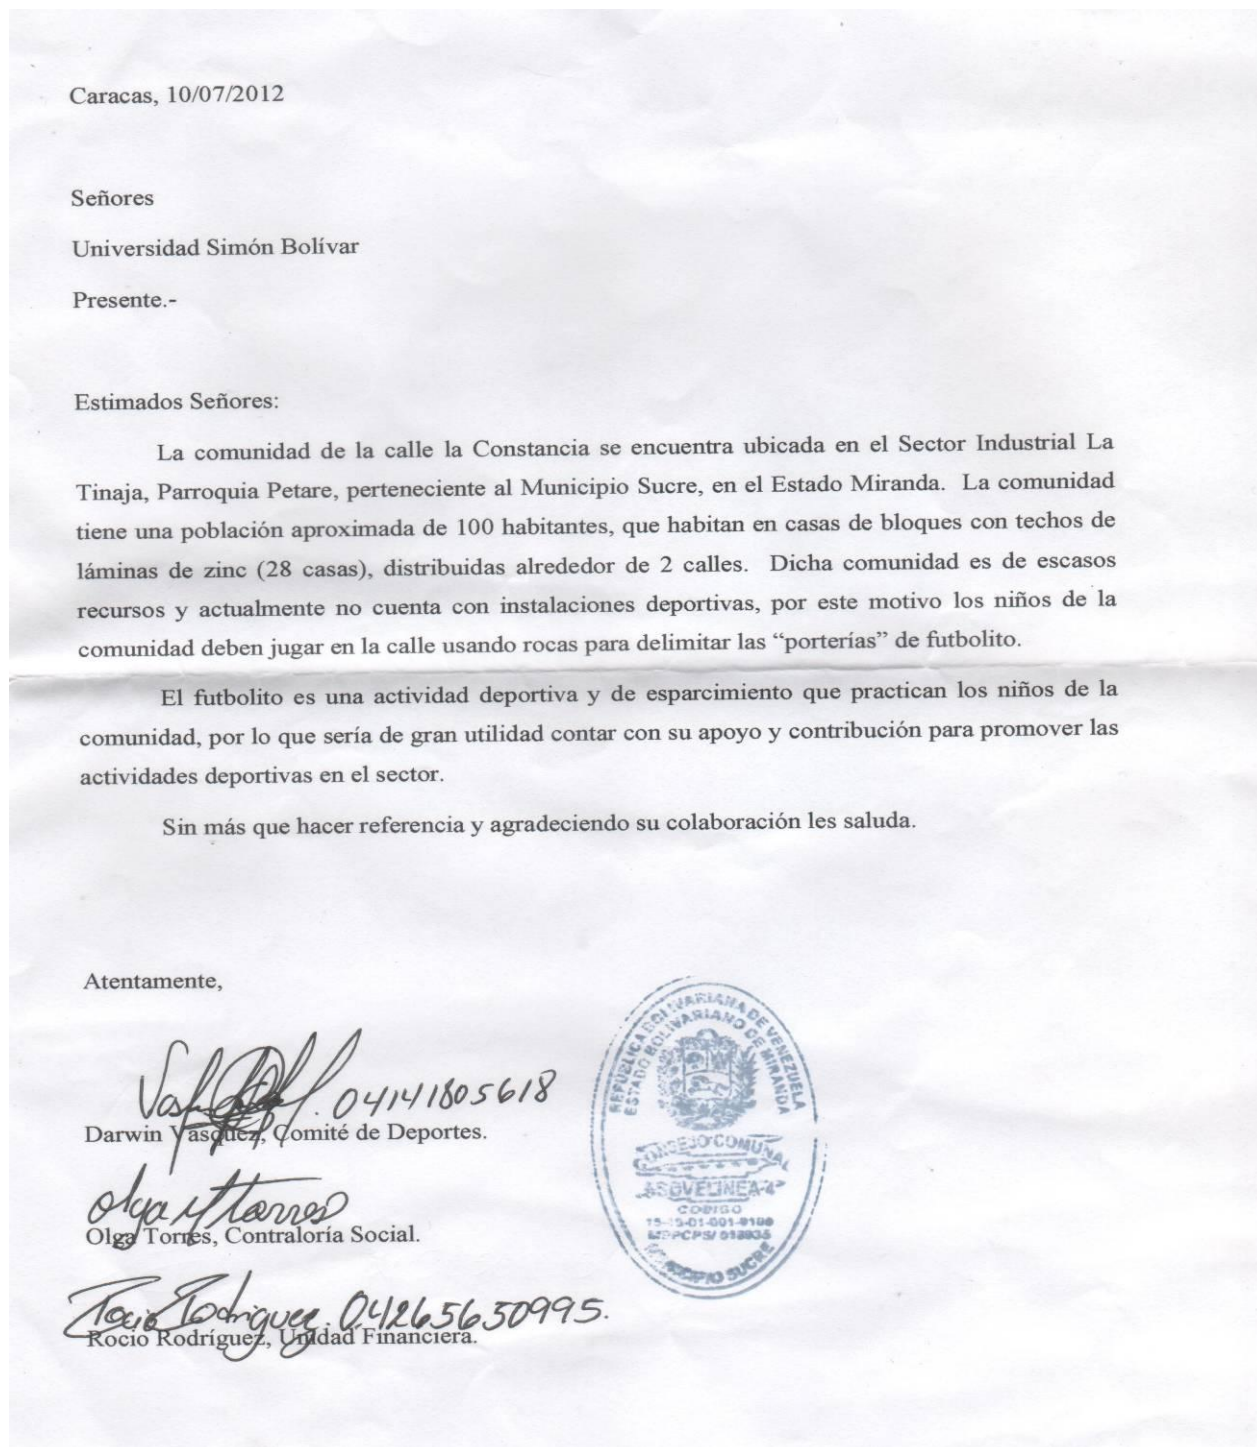 Caracas, 10/07/2012
Señores
Universidad Simón Bolívar
Presente.-
Estimados Señores:
La comunidad de la calle la Constancia se encuentra ubicada en el Sector Industrial La
Tinaja, Parroquia Petare, perteneciente al Municipio Sucre, en el Estado Miranda. La comunidad
tiene una población aproximada de 100 habitantes, que habitan en casas de bloques con techos de
láminas de zinc (28 casas), distribuidas alrededor de 2 calles. Dicha comunidad es de escasos
recursos y actualmente no cuenta con instalaciones deportivas, por este motivo los niños de la
comunidad deben jugar en la calle usando rocas para delimitar las “porterías” de futbolito.
El futbolito es una actividad deportiva y de esparcimiento que practican los niños de la
comunidad, por lo que sería de gran utilidad contar con su apoyo y contribución para promover las
actividades deportivas en el sector.
Sin más que hacer referencia y agradeciendo su colaboración les saluda.
Atentamente,
04141805618
Darwin Vasquez, Comité de Deportes.
Olga Torres
Olga Torres, Contraloría Social.
Rocio Rodriguez. 04265650995.
Rocio Rodríguez, Unidad Financiera.
REPUBLICA BOLIVARIANA DE VENEZUELA
ESTADO BOLIVARIANO DE MIRANDA
CONSEJO COMUNAL
CODIGO
MUNICIPIO SUCRE